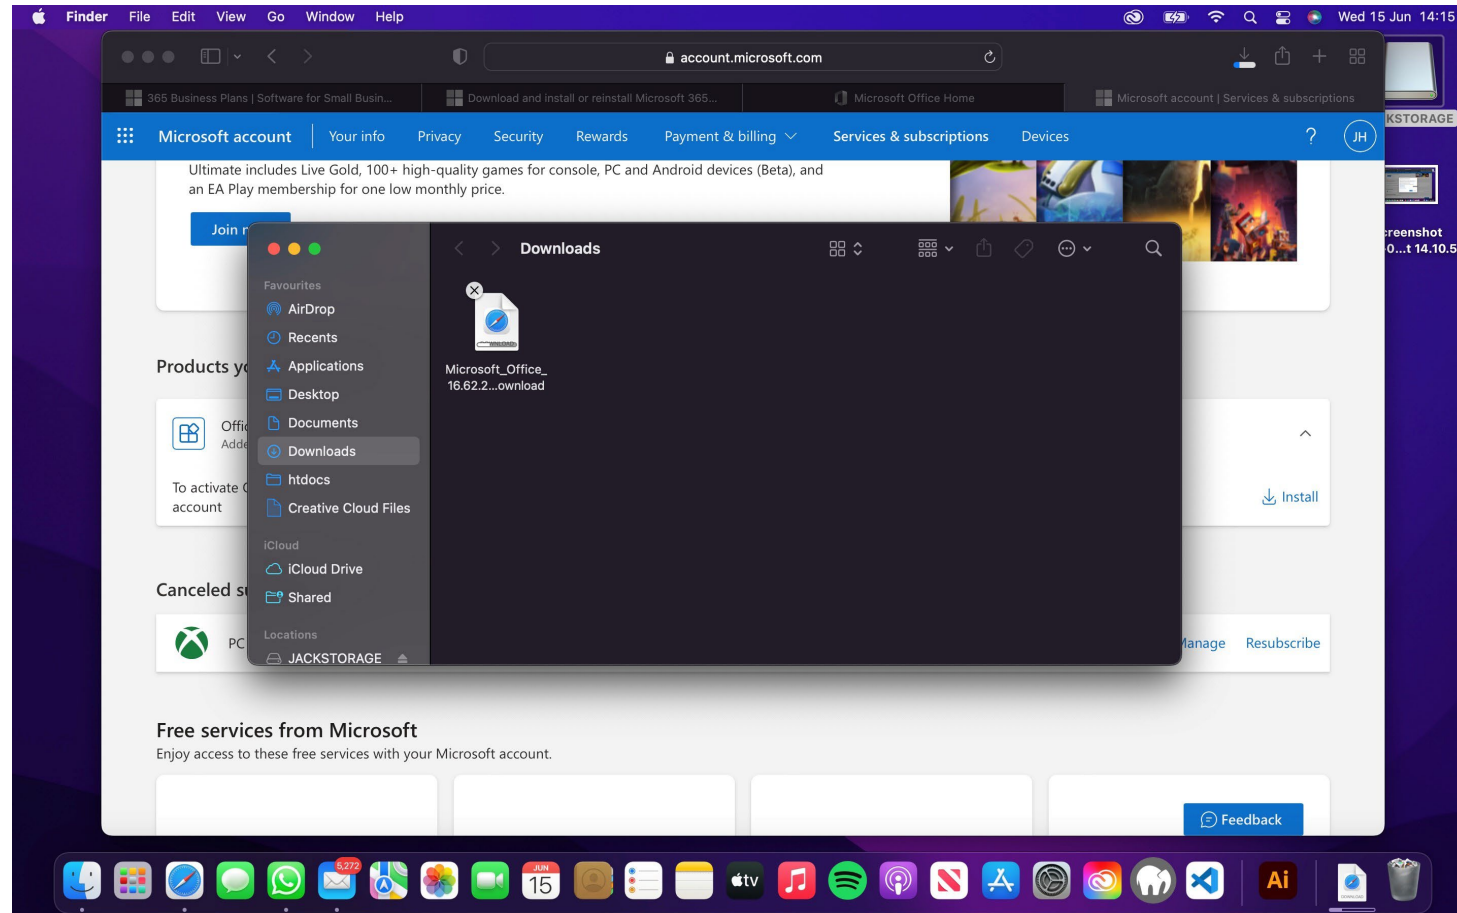 Finder File Edit View Go Window Help
Wed 15 Jun 14:15
account.microsoft.com
365 Business Plans | Software for Small Busin...
Download and install or reinstall Microsoft 365...
Microsoft Office Home
Microsoft account | Services & subscriptions
Microsoft account
Your info
Privacy
Security
Rewards
Payment & billing
Services & subscriptions
Devices
?
JH
KSTORAGE
creenshot
-0...t 14.10.5
Ultimate includes Live Gold, 100+ high-quality games for console, PC and Android devices (Beta), and
an EA Play membership for one low monthly price.
Join n
Downloads
Favourites
AirDrop
Recents
Applications
Desktop
Documents
Downloads
htdocs
Creative Cloud Files
iCloud
iCloud Drive
Shared
Locations
JACKSTORAGE
Microsoft_Office_
16.62.2...ownload
Products yo
Offic
Adde
To activate O
account
Install
Canceled su
PC
Manage
Resubscribe
Free services from Microsoft
Enjoy access to these free services with your Microsoft account.
Feedback
5,272
JUN
15
tv
Ai
DOWNLOAD